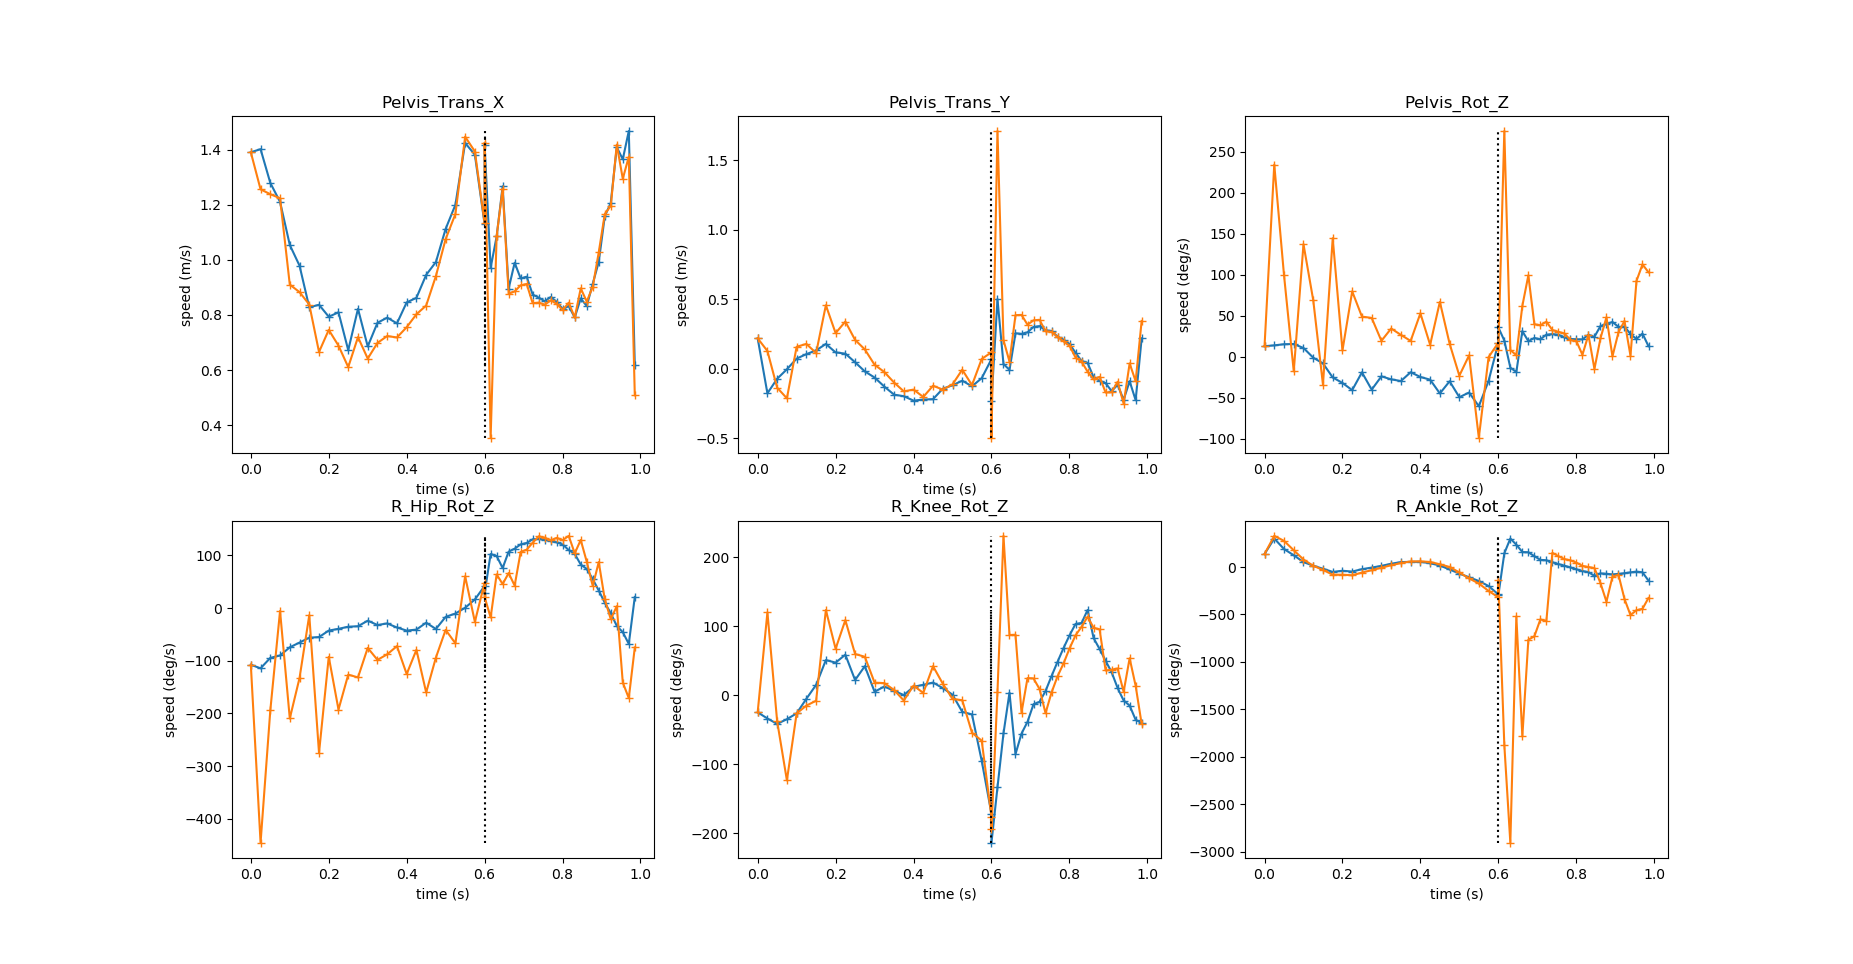 Pelvis_Trans_X
speed (m/s)
1.4
1.2
1.0
0.8
0.6
0.4
0.0 0.2 0.4 0.6 0.8 1.0
time (s)
Pelvis_Trans_Y
speed (m/s)
1.5
1.0
0.5
0.0
−0.5
0.0 0.2 0.4 0.6 0.8 1.0
time (s)
Pelvis_Rot_Z
speed (deg/s)
250
200
150
100
50
0
−50
−100
0.0 0.2 0.4 0.6 0.8 1.0
time (s)
R_Hip_Rot_Z
speed (deg/s)
100
0
−100
−200
−300
−400
0.0 0.2 0.4 0.6 0.8 1.0
time (s)
R_Knee_Rot_Z
speed (deg/s)
200
100
0
−100
−200
0.0 0.2 0.4 0.6 0.8 1.0
time (s)
R_Ankle_Rot_Z
speed (deg/s)
0
−500
−1000
−1500
−2000
−2500
−3000
0.0 0.2 0.4 0.6 0.8 1.0
time (s)